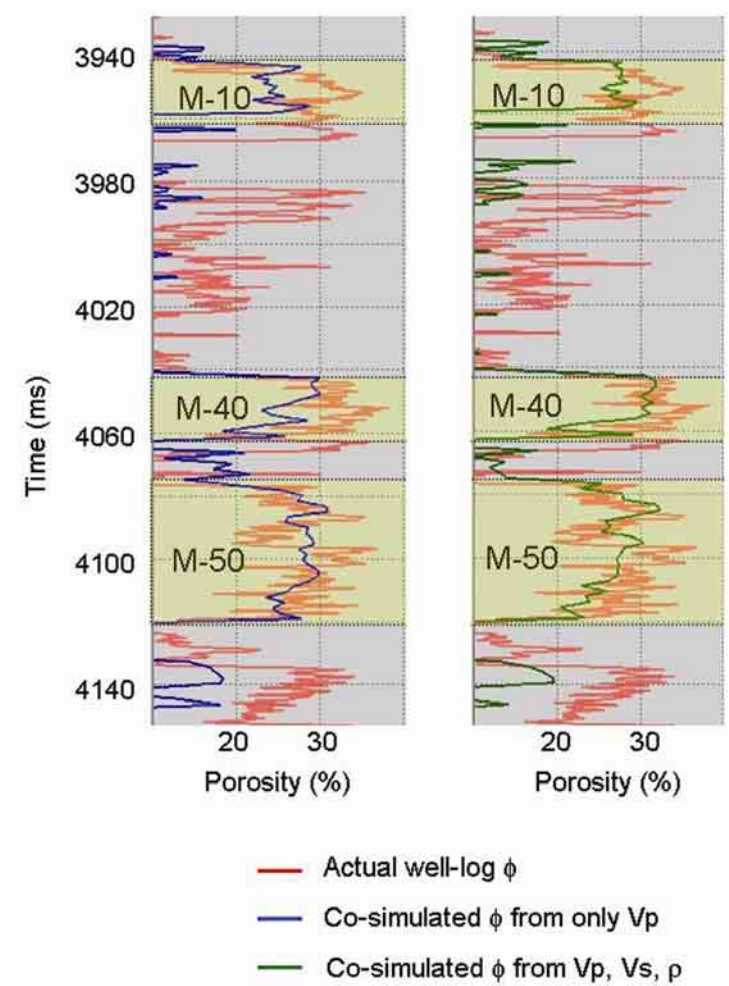 3940
M-10
M-10
3980
4020
M-40
M-40
4060
Time (ms)
M-50
M-50
4100
4140
20 30
20 30
Porosity (%)
Porosity (%)
Actual well-log ϕ
Co-simulated ϕ from only Vp
Co-simulated ϕ from Vp, Vs, ρ